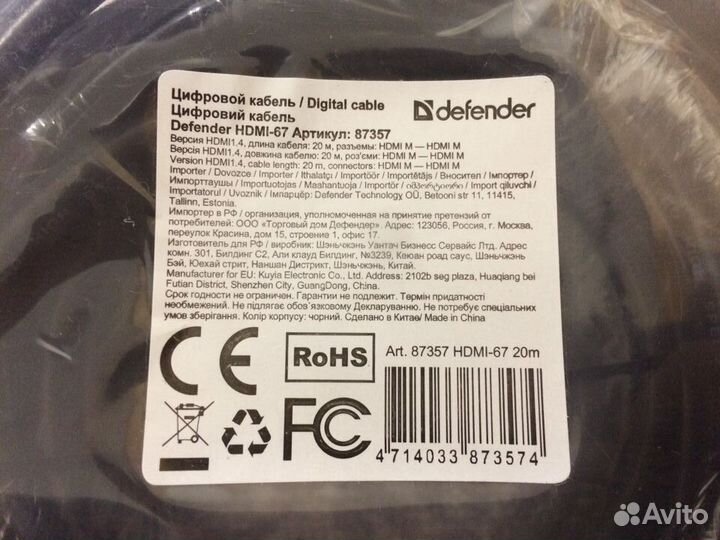 Цифровой кабель / Digital cable
Цифровий кабель
defender
Defender HDMI-67 Артикул: 87357
Версия HDMI1.4, длина кабеля: 20 м, разъемы: HDMI M — HDMI M
Версія HDMI1.4, довжина кабелю: 20 м, роз'єми: HDMI M — HDMI M
Version HDMI1.4, cable length: 20 m, connectors: HDMI M — HDMI M
Importer / Dovozce / Importer / İthalatçı / Importöör / Importētājs / Вносител / Імпортер /
Импорттаушы / Importuotojas / Maahantuoja / Importör / იმპორტიორი / Import qiluvchi /
Importatorul / Uvoznik / Імпарцёр: Defender Technology OÜ, Betooni str 11, 11415,
Tallinn, Estonia.
Импортер в РФ / организация, уполномоченная на принятие претензий от
потребителей: ООО «Торговый дом Дефендер». Адрес: 123056, Россия, г. Москва,
переулок Красина, дом 15, строение 1, офис 17.
Изготовитель для РФ / виробник: Шэньчжэнь Уантач Бизнесс Сервайс Лтд. Адрес
комн. 301, Билдинг С2, Али клауд Билдинг, №3239, Кеюан роад саус, Шэньчжэнь
Бэй, Юехай стрит, Наншан Дистрикт, Шэньчжэнь, Китай.
Manufacturer for EU: Kuyia Electronic Co., Ltd. Address: 2102b seg plaza, Huaqiang bei
Futian District, Shenzhen City, GuangDong, China.
Срок годности не ограничен. Гарантии не подлежит. Термін придатності
необмежений. Не підлягає обов'язковому Декларуванню. Не потребує спеціальних
умов зберігання. Колір корпусу: чорний. Сделано в Китае/ Made in China
CE
RoHS
Art. 87357 HDMI-67 20m
FC
4 714033 873574
Avito